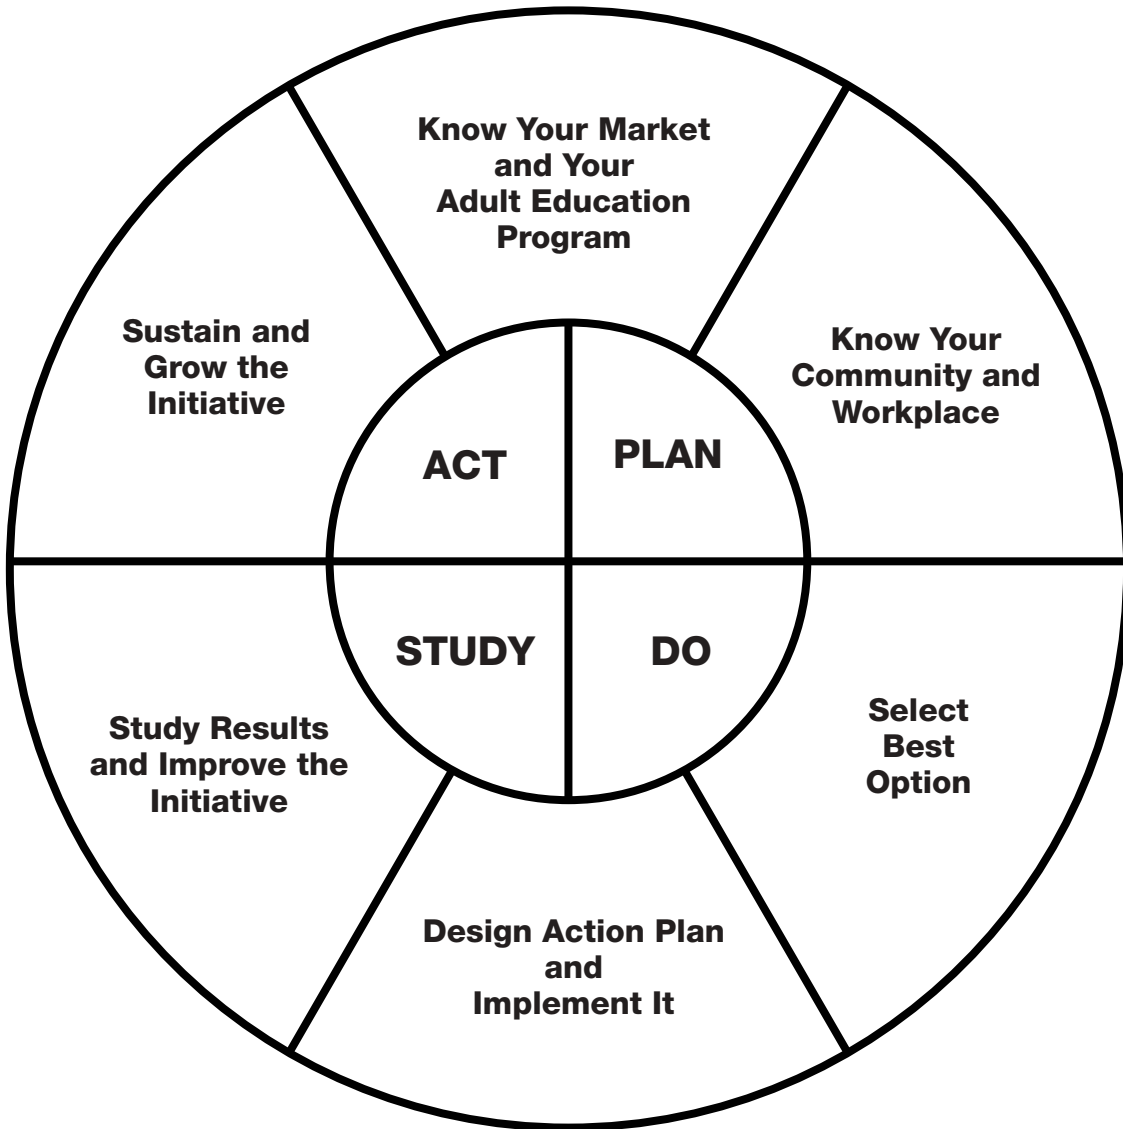 Know Your Market
and Your
Adult Education
Program
Know Your
Community and
Workplace
Select
Best
Option
Design Action Plan
and
Implement It
Study Results
and Improve the
Initiative
Sustain and
Grow the
Initiative
PLAN
DO
STUDY
ACT